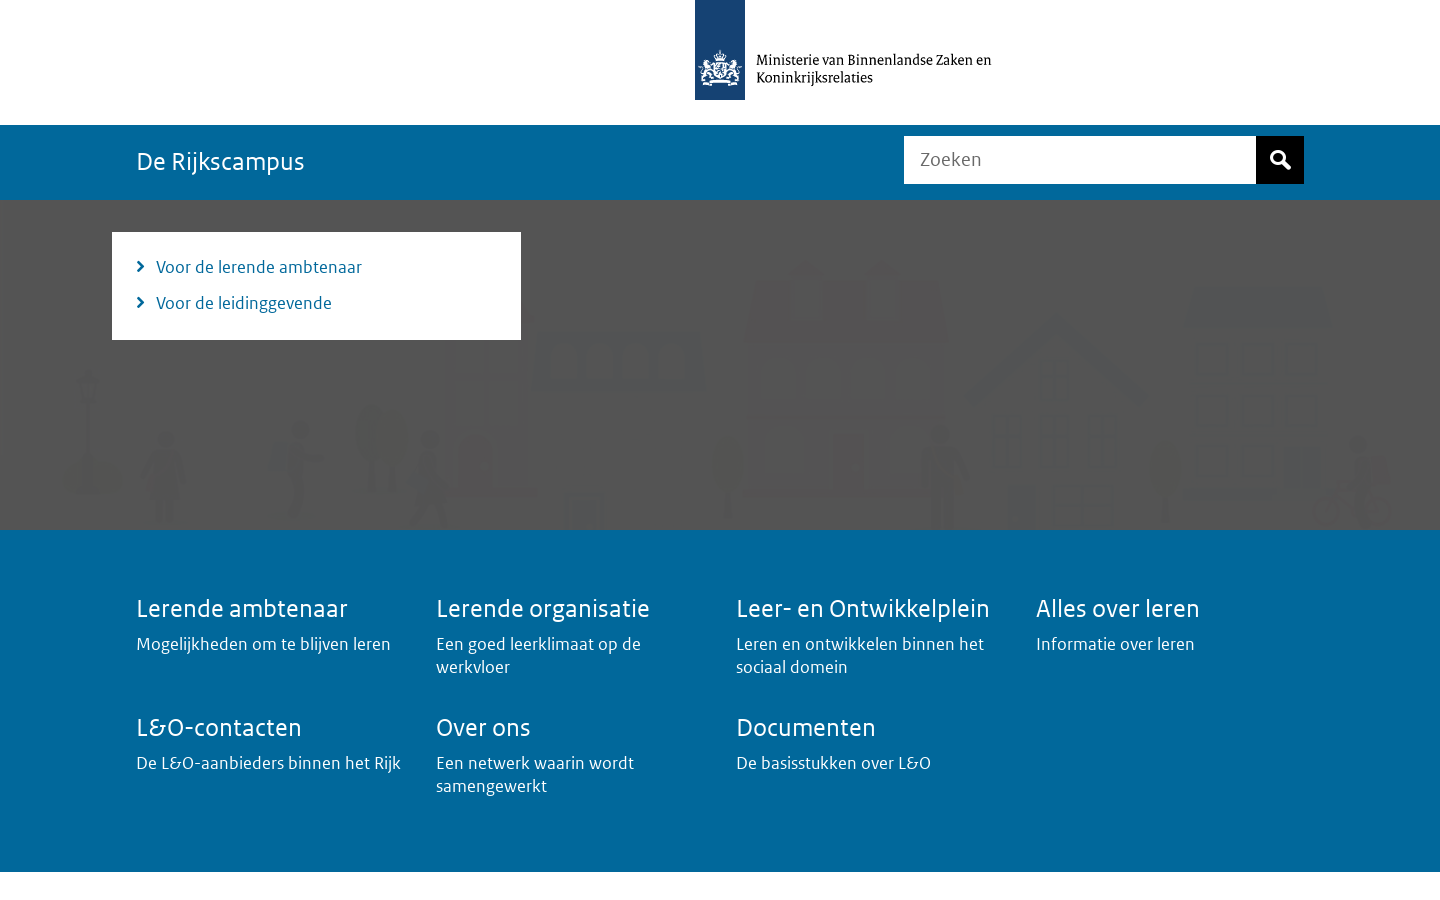 Ministerie van Binnenlandse Zaken en
Koninkrijksrelaties
De Rijkscampus
Zoeken
Voor de lerende ambtenaar
Voor de leidinggevende
Lerende ambtenaar
Mogelijkheden om te blijven leren
Lerende organisatie
Een goed leerklimaat op de
werkvloer
Leer- en Ontwikkelplein
Leren en ontwikkelen binnen het
sociaal domein
Alles over leren
Informatie over leren
L&O-contacten
De L&O-aanbieders binnen het Rijk
Over ons
Een netwerk waarin wordt
samengewerkt
Documenten
De basisstukken over L&O